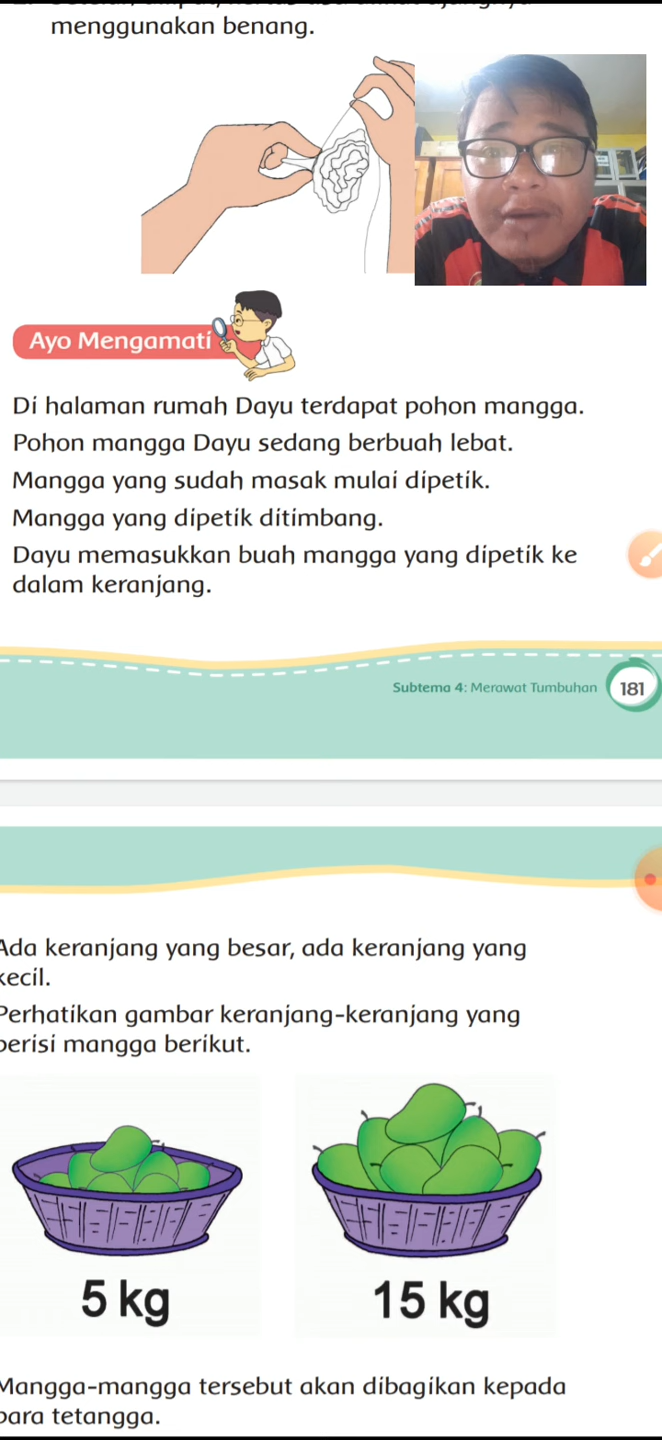 menggunakan benang.
Ayo Mengamati
Di halaman rumah Dayu terdapat pohon mangga.
Pohon mangga Dayu sedang berbuah lebat.
Mangga yang sudah masak mulai dipetik.
Mangga yang dipetik ditimbang.
Dayu memasukkan buah mangga yang dipetik ke
dalam keranjang.
Subtema 4: Merawat Tumbuhan 181
Ada keranjang yang besar, ada keranjang yang
kecil.
Perhatikan gambar keranjang-keranjang yang
berisi mangga berikut.
5 kg 15 kg
Mangga-mangga tersebut akan dibagikan kepada
para tetangga.